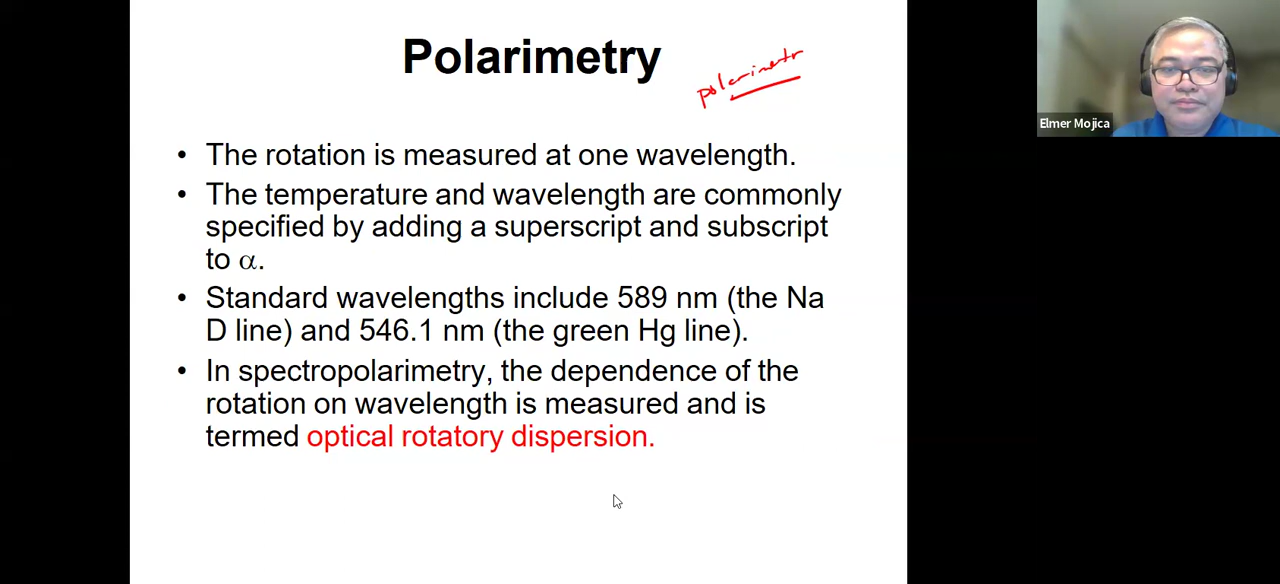 Polarimetry
polarimetr
• The rotation is measured at one wavelength.
• The temperature and wavelength are commonly
specified by adding a superscript and subscript
to α.
• Standard wavelengths include 589 nm (the Na
D line) and 546.1 nm (the green Hg line).
• In spectropolarimetry, the dependence of the
rotation on wavelength is measured and is
termed optical rotatory dispersion.
Elmer Mojica